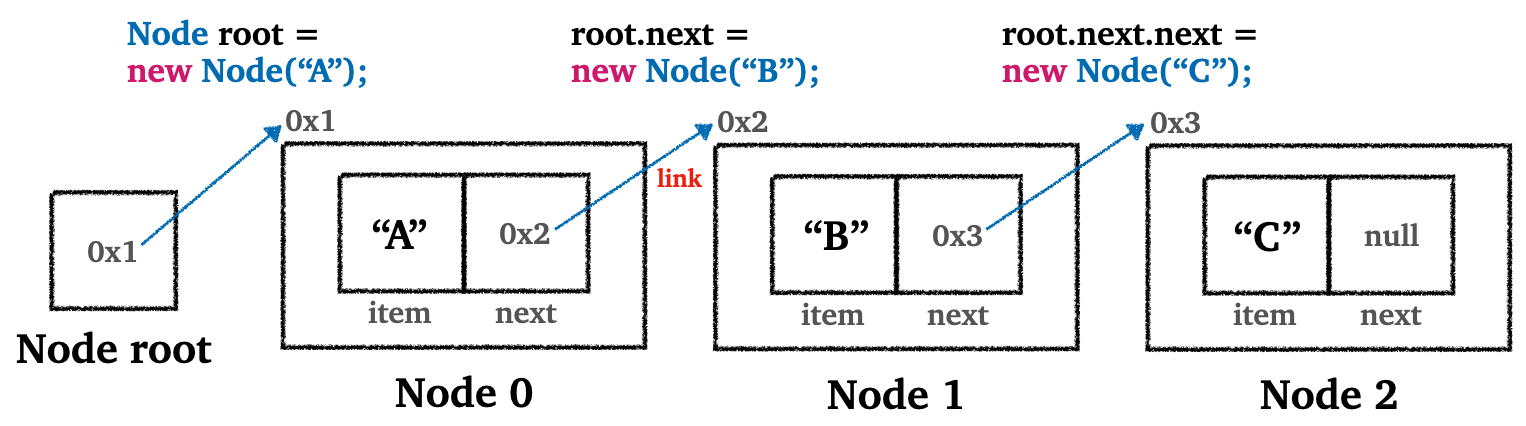 Node root =
new Node(“A”);
root.next =
new Node(“B”);
root.next.next =
new Node(“C”);
0x1
0x2
0x3
link
0x1
“A”
0x2
“B”
0x3
“C”
null
item
next
item
next
item
next
Node root
Node 0
Node 1
Node 2